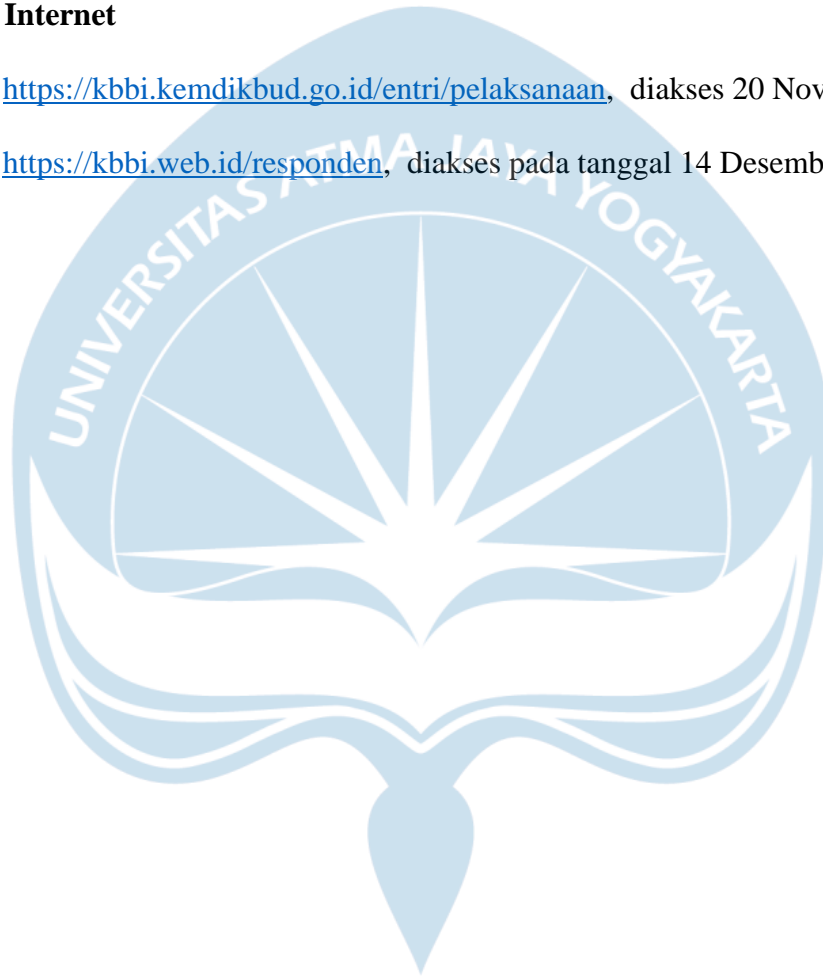 Internet
https://kbbi.kemdikbud.go.id/entri/pelaksanaan, diakses 20 Nov
https://kbbi.web.id/responden, diakses pada tanggal 14 Desemb
UNIVERSITAS ATMA JAYA YOGYAKARTA